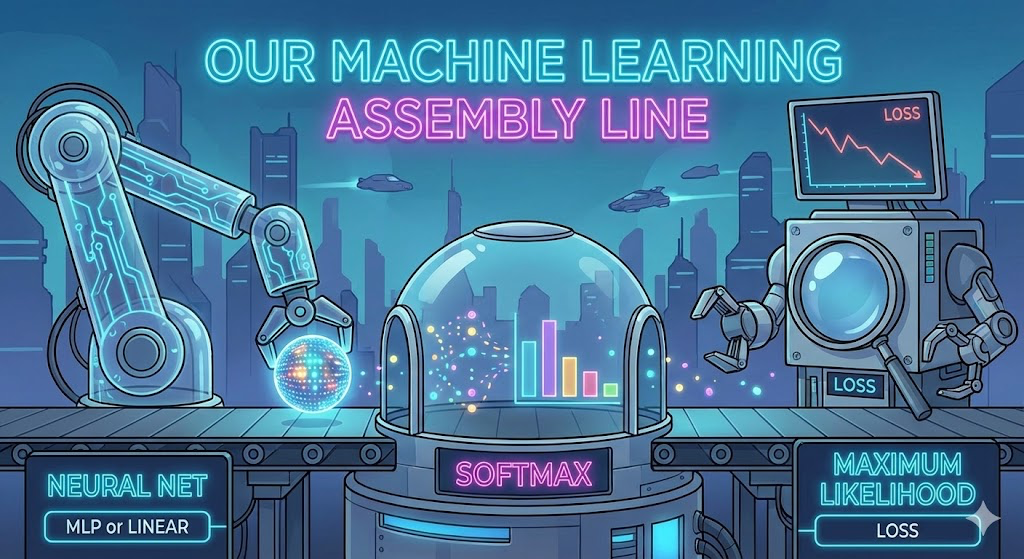 OUR MACHINE LEARNING
ASSEMBLY LINE
LOSS
LOSS
SOFTMAX
NEURAL NET
MLP or LINEAR
MAXIMUM
LIKELIHOOD
LOSS